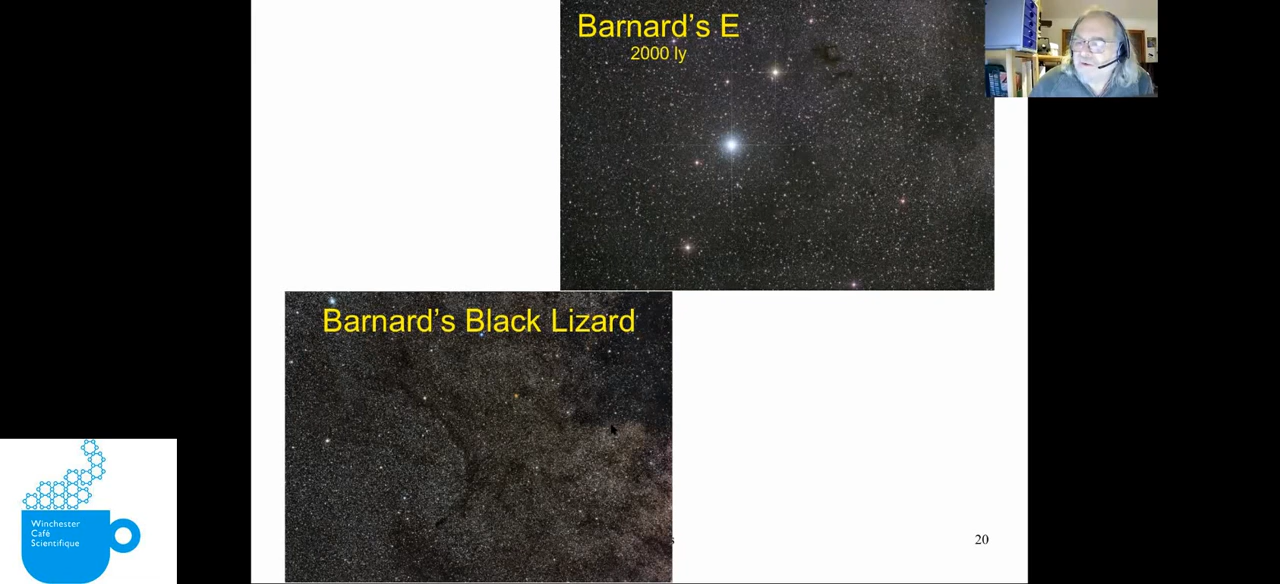 Barnard's E
2000 ly
Barnard's Black Lizard
Winchester
Café
Scientifique
20